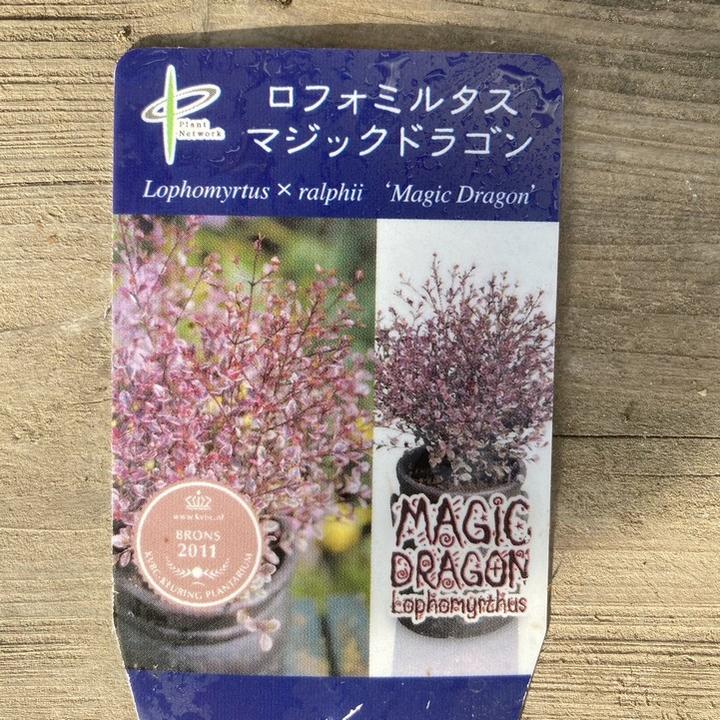 Plant
Network
ロフォミルタス
マジックドラゴン
Lophomyrtus × ralphii ‘Magic Dragon’
www.kvbc.nl
BRONS
2011
KVBC-KEURING PLANTARIUM
MAGIC
DRAGON
Lophomyrthus